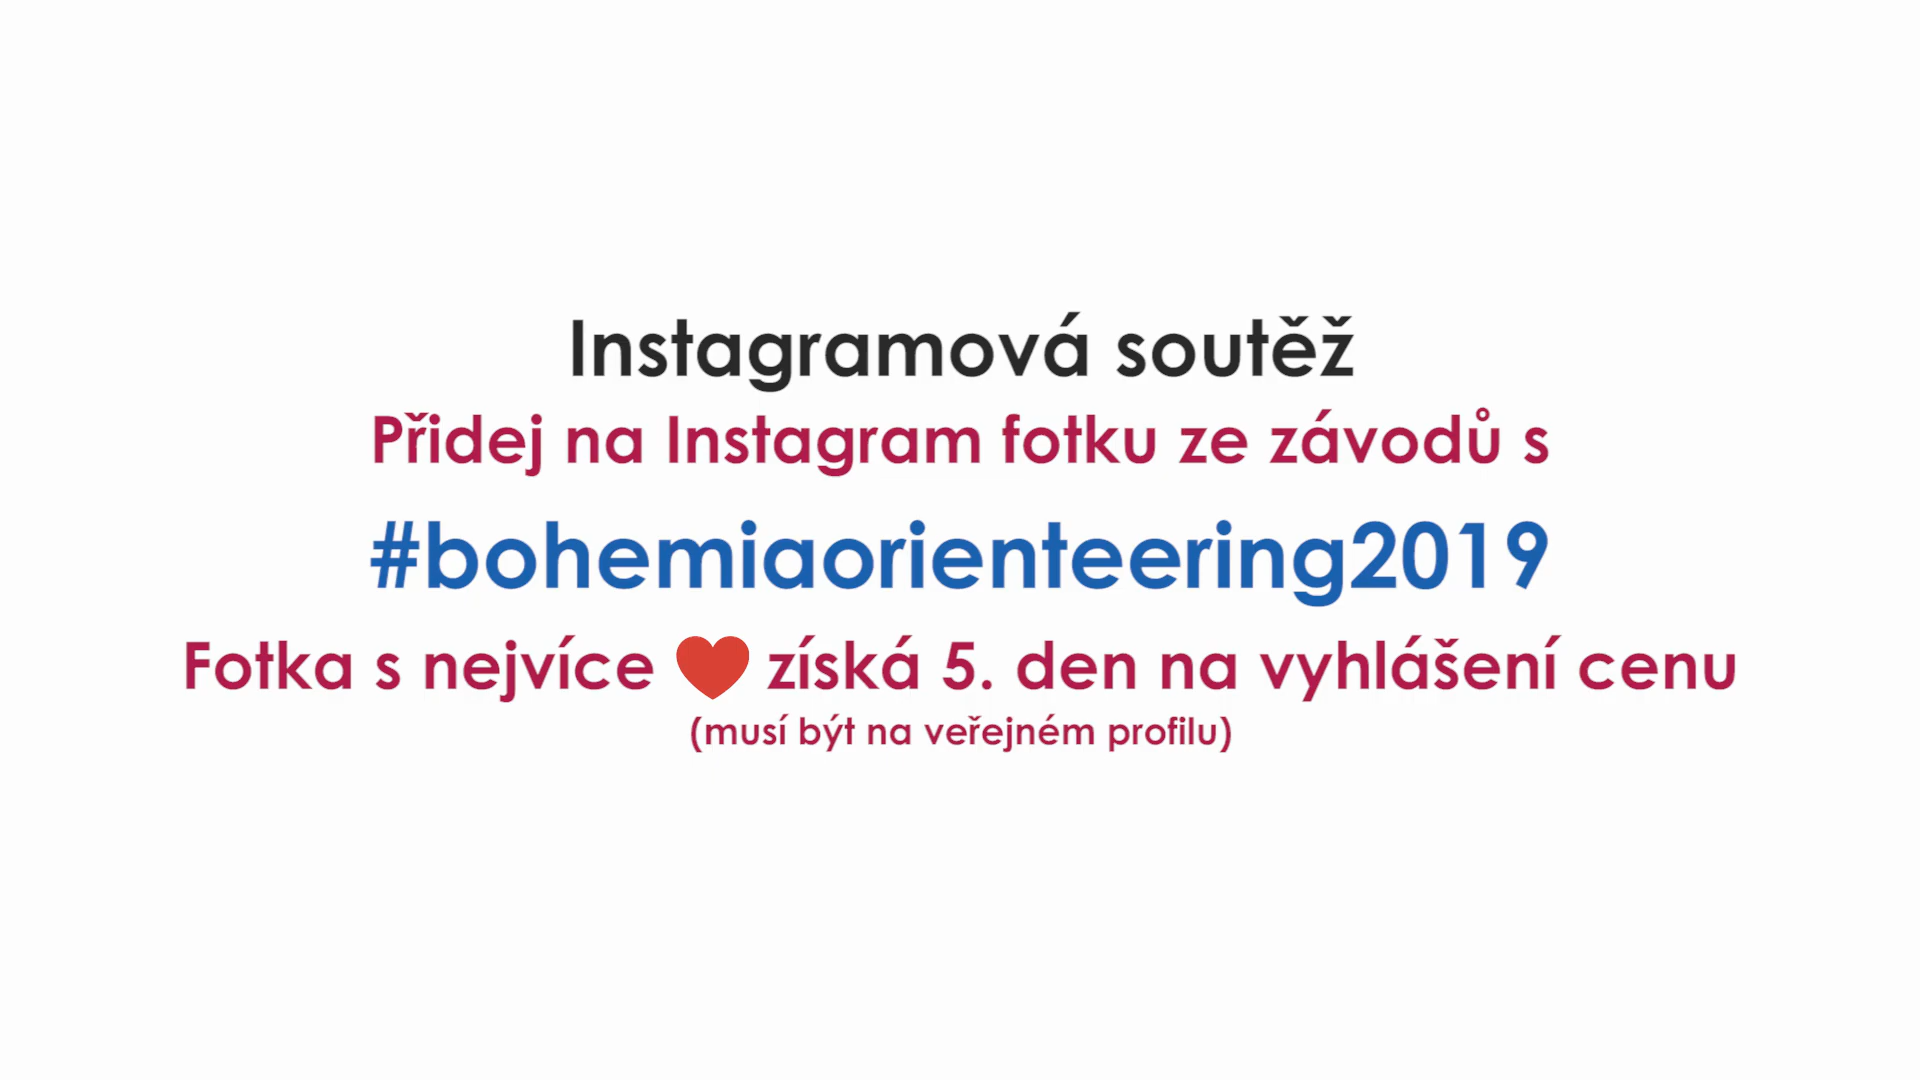 Instagramová soutěž
Přidej na Instagram fotku ze závodů s
#bohemiaorienteering2019
Fotka s nejvíce ❤ získá 5. den na vyhlášení cenu
(musí být na veřejném profilu)